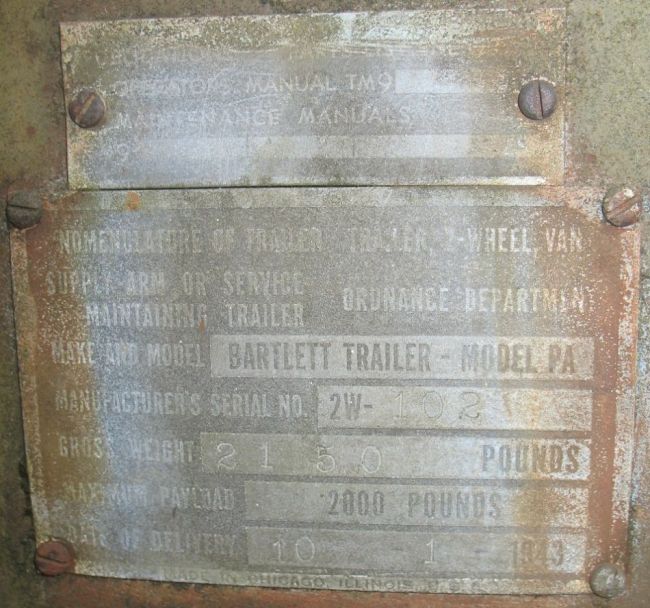 OPERATORS MANUAL TM9
MAINTENANCE MANUALS
NOMENCLATURE OF TRAILER TRAILER, 2-WHEEL, VAN
SUPPLY ARM OR SERVICE
MAINTAINING TRAILER ORDNANCE DEPARTMENT
MAKE AND MODEL BARTLETT TRAILER - MODEL PA
MANUFACTURER'S SERIAL NO. 2W- 102
GROSS WEIGHT 2150 POUNDS
MAXIMUM PAYLOAD 2000 POUNDS
DATE OF DELIVERY 10 - 1 - 1943
MADE IN CHICAGO, ILLINOIS, U.S.A.